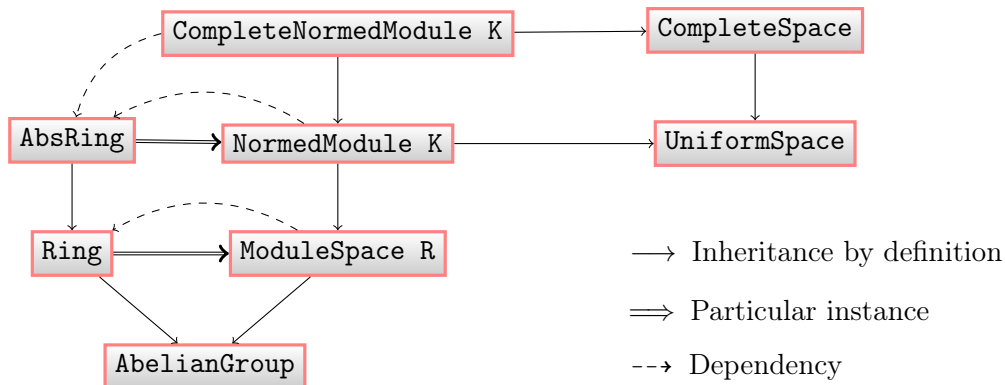 CompleteNormedModule K
CompleteSpace
AbsRing
NormedModule K
UniformSpace
Ring
ModuleSpace R
Inheritance by definition
Particular instance
AbelianGroup
Dependency